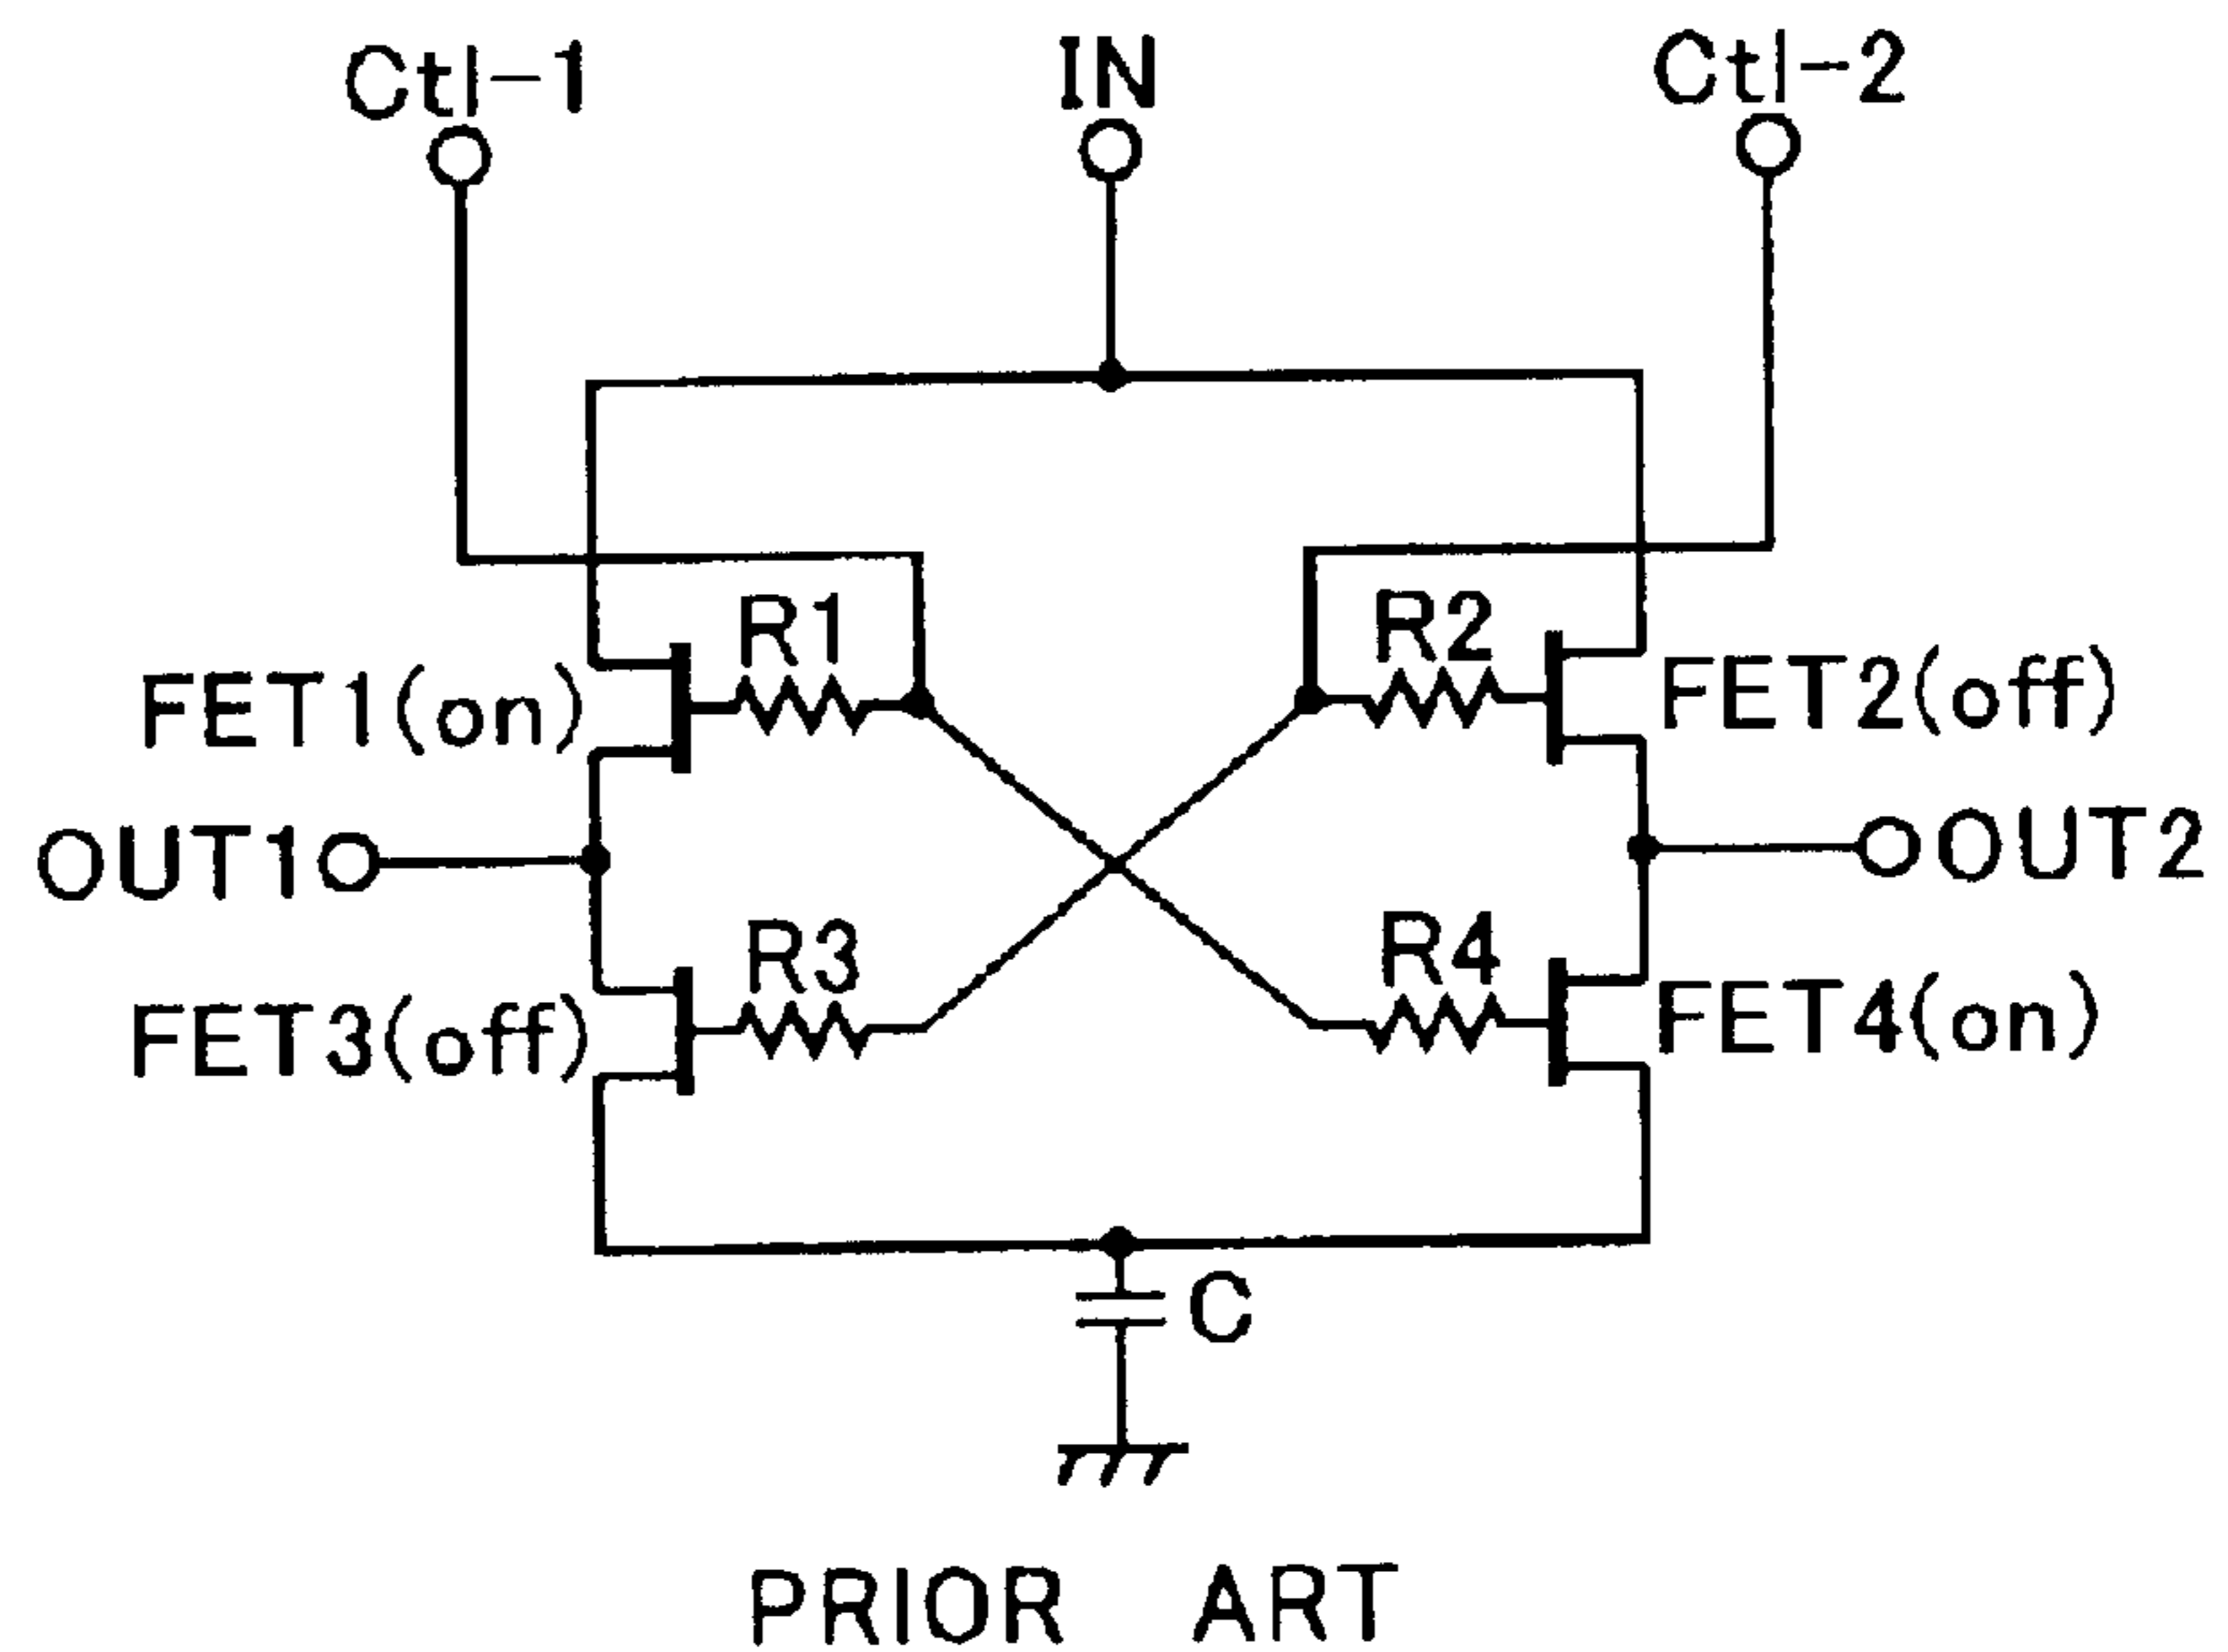 Ctl-1
IN
Ctl-2
R1
R2
FET1(on)
FET2(off)
OUT1
OUT2
R3
R4
FET3(off)
FET4(on)
C
PRIOR ART